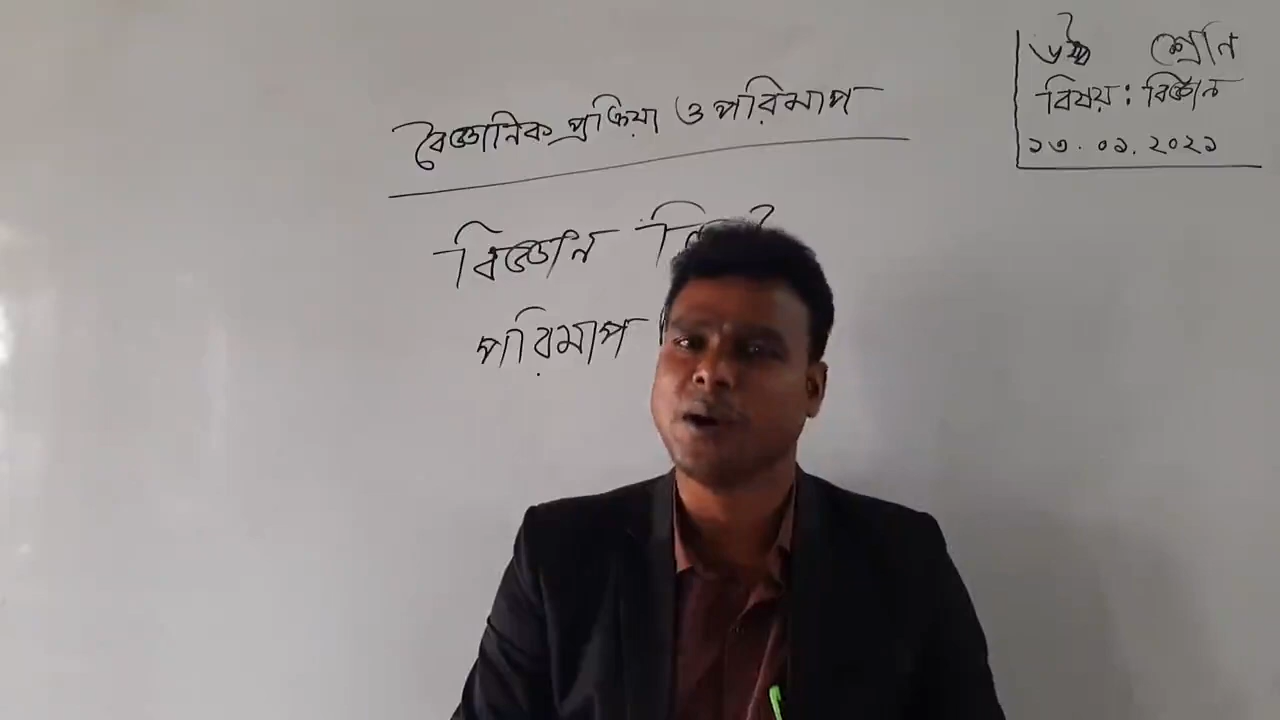 বৈজ্ঞানিক প্রক্রিয়া ও পরিমাপ
বিজ্ঞান
পরিমাপ
৬ষ্ঠ শ্রেনি
বিষয় : বিজ্ঞান
১৩.০১.২০২১